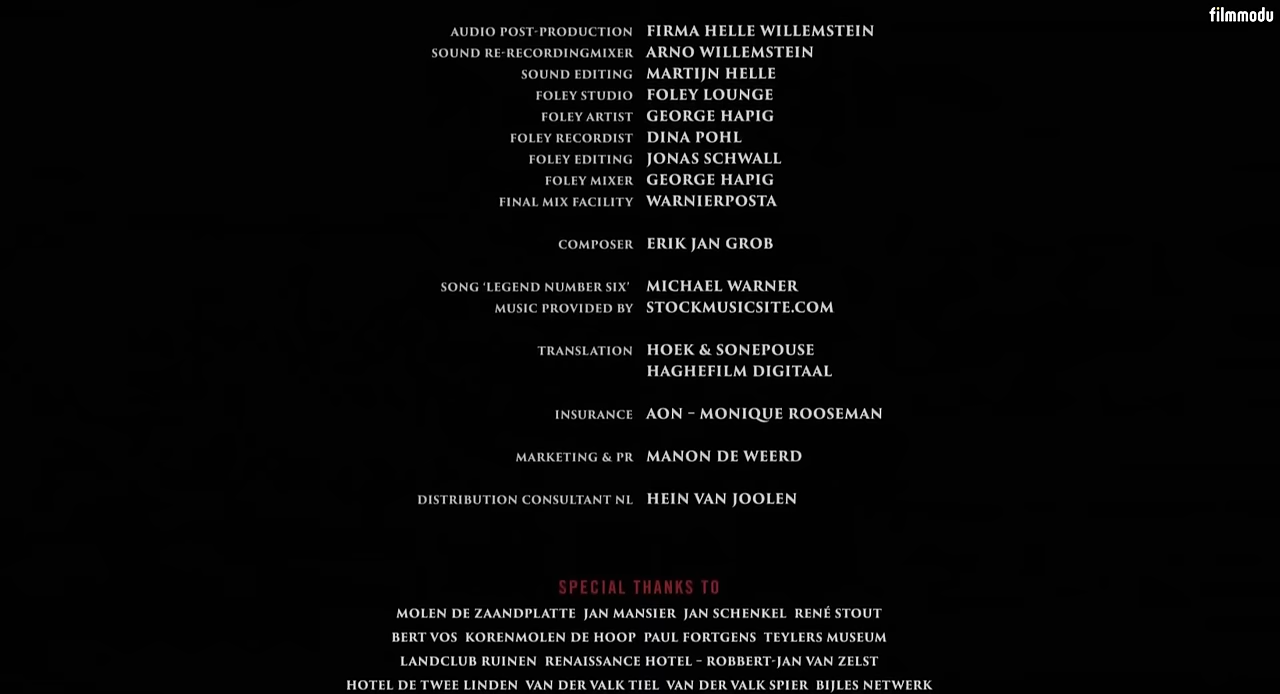 filmmodu
AUDIO POST-PRODUCTION FIRMA HELLE WILLEMSTEIN
SOUND RE-RECORDINGMIXER ARNO WILLEMSTEIN
SOUND EDITING MARTIJN HELLE
FOLEY STUDIO FOLEY LOUNGE
FOLEY ARTIST GEORGE HAPIG
FOLEY RECORDIST DINA POHL
FOLEY EDITING JONAS SCHWALL
FOLEY MIXER GEORGE HAPIG
FINAL MIX FACILITY WARNIERPOSTA
COMPOSER ERIK JAN GROB
SONG ‘LEGEND NUMBER SIX’ MICHAEL WARNER
MUSIC PROVIDED BY STOCKMUSICSITE.COM
TRANSLATION HOEK & SONEPOUSE
HAGHEFILM DIGITAAL
INSURANCE AON – MONIQUE ROOSEMAN
MARKETING & PR MANON DE WEERD
DISTRIBUTION CONSULTANT NL HEIN VAN JOOLEN
SPECIAL THANKS TO
MOLEN DE ZAANDPLATTE JAN MANSIER JAN SCHENKEL RENÉ STOUT
BERT VOS KORENMOLEN DE HOOP PAUL FORTGENS TEYLERS MUSEUM
LANDCLUB RUINEN RENAISSANCE HOTEL – ROBBERT-JAN VAN ZELST
HOTEL DE TWEE LINDEN VAN DER VALK TIEL VAN DER VALK SPIER BIJLES NETWERK